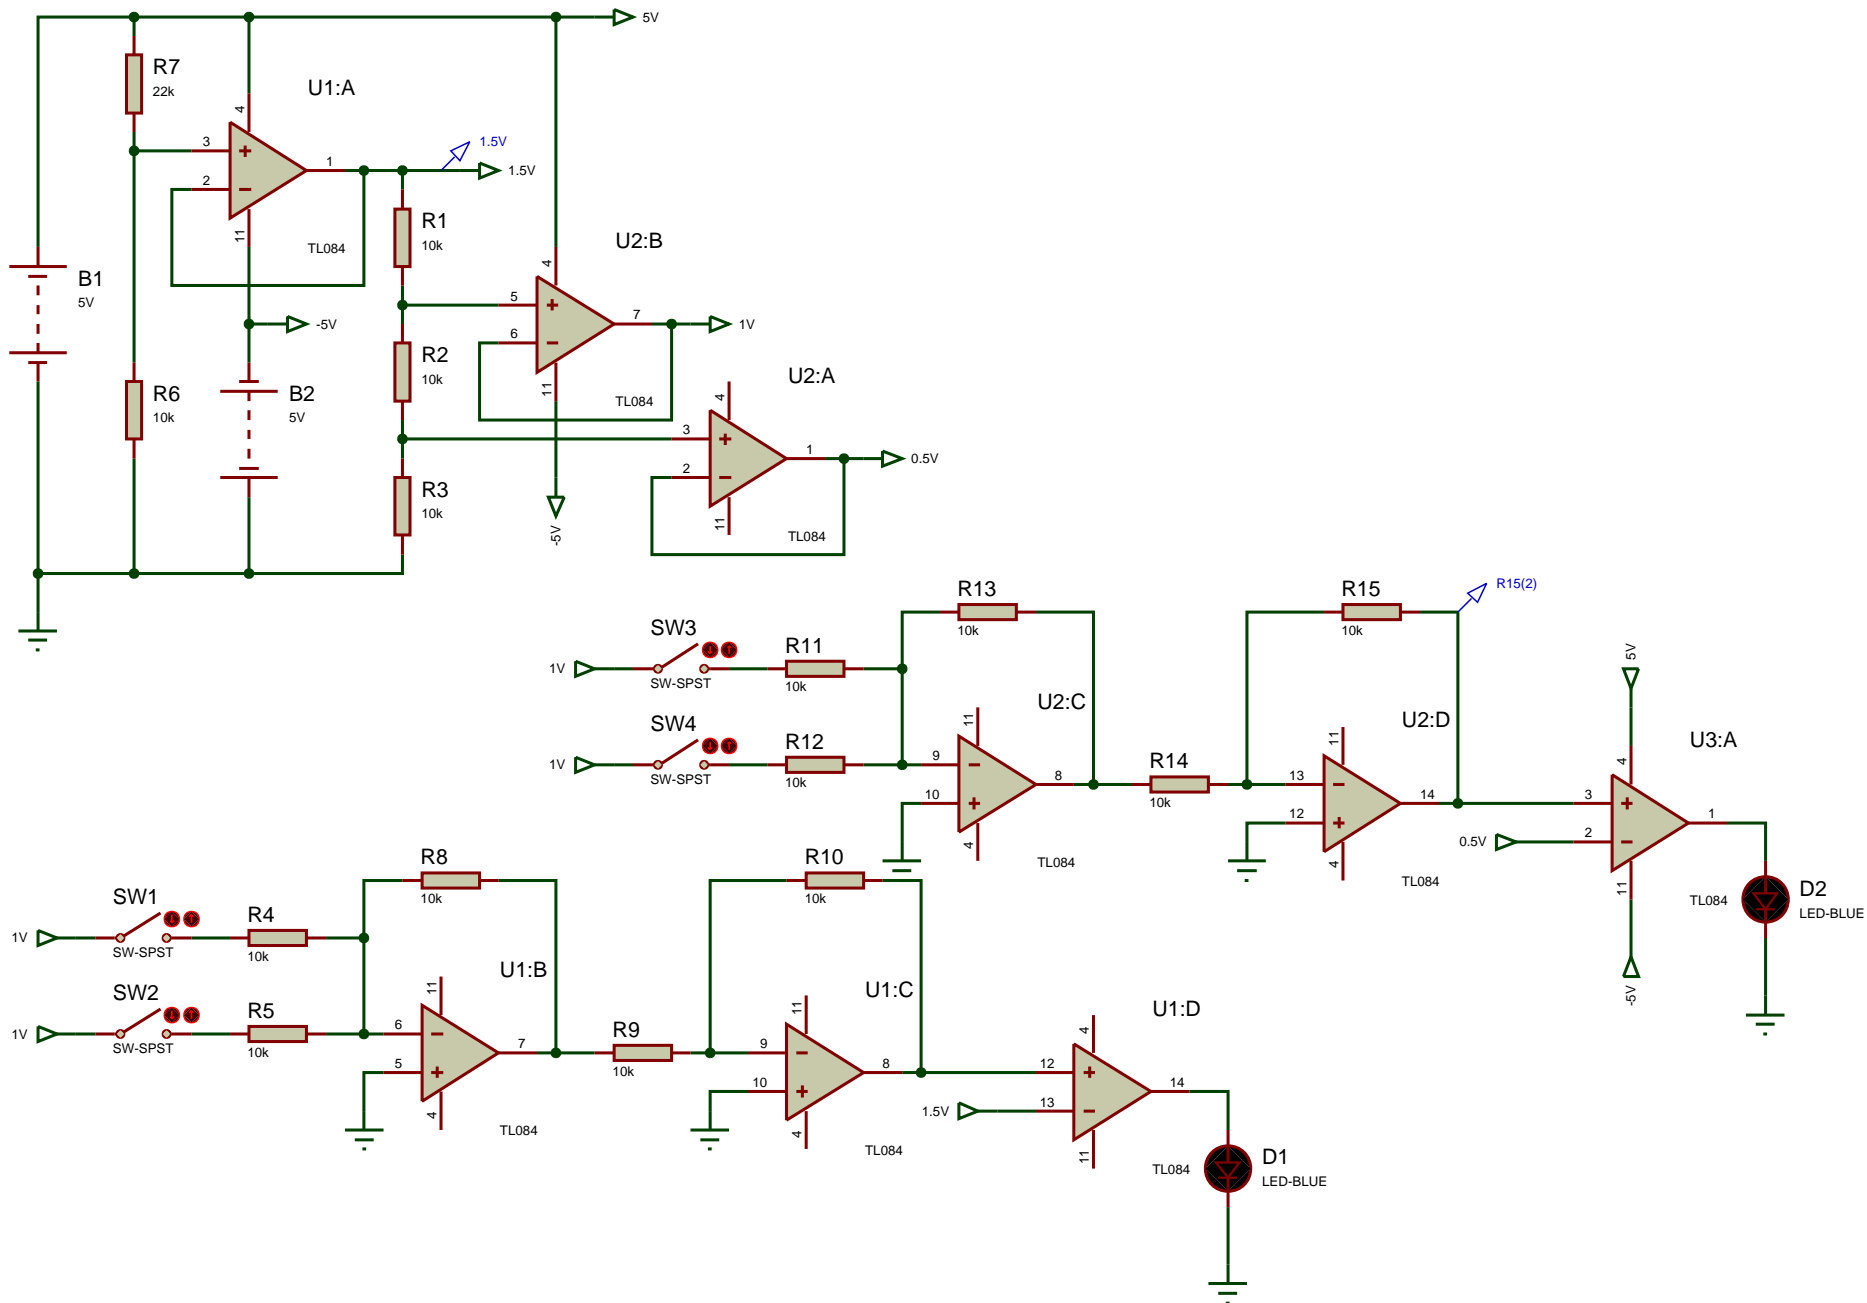 5V
R7
22k
U1:A
4
3
2
1
11
TL084
1.5V
1.5V
R1
10k
U2:B
4
5
6
7
11
TL084
1V
B1
5V
-5V
R2
10k
R6
10k
B2
5V
U2:A
4
3
2
1
11
TL084
0.5V
R3
10k
-5V
R13
10k
R15
10k
R15(2)
SW3
1V
SW-SPST
R11
10k
SW4
1V
SW-SPST
R12
10k
U2:C
11
9
10
8
4
TL084
R14
10k
U2:D
11
13
12
14
4
TL084
5V
U3:A
4
3
2
1
11
0.5V
TL084
-5V
D2
LED-BLUE
R8
10k
R10
10k
SW1
1V
SW-SPST
R4
10k
SW2
1V
SW-SPST
R5
10k
U1:B
11
6
5
7
4
TL084
R9
10k
U1:C
11
9
10
8
4
TL084
U1:D
4
12
13
14
11
1.5V
TL084
D1
LED-BLUE